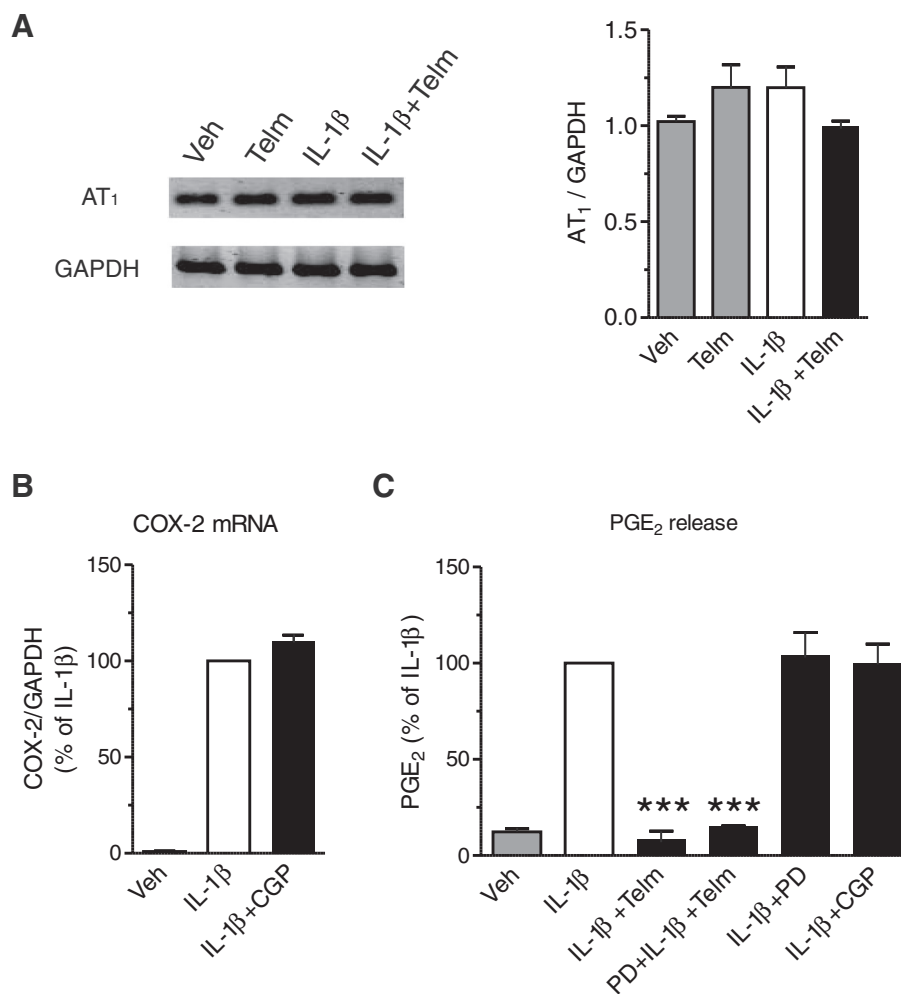 A
Veh
Telm
IL-1β
IL-1β+Telm
AT1
GAPDH
AT1 / GAPDH
1.5
1.0
0.5
0.0
Veh
Telm
IL-1β
IL-1β +Telm
B
COX-2 mRNA
COX-2/GAPDH
(% of IL-1β)
150
100
50
0
Veh
IL-1β
IL-1β+CGP
C
PGE2 release
PGE2 (% of IL-1β)
150
100
50
0
*** ***
Veh
IL-1β
IL-1β +Telm
PD+IL-1β +Telm
IL-1β+PD
IL-1β+CGP